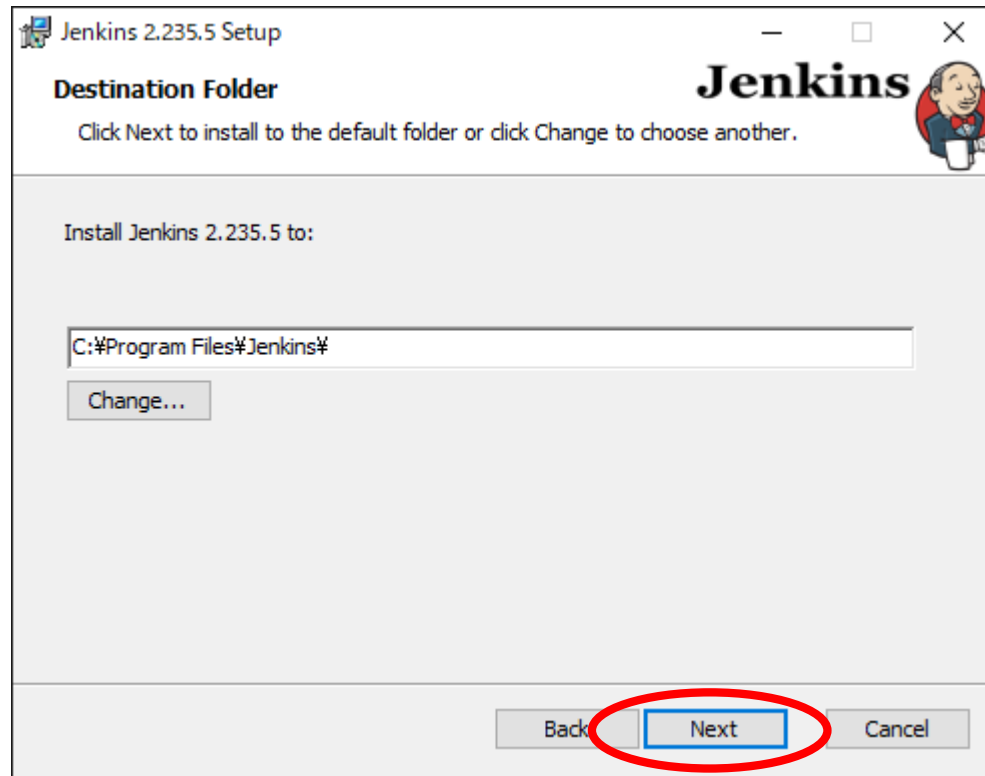 Jenkins 2.235.5 Setup
Jenkins
Destination Folder
Click Next to install to the default folder or click Change to choose another.
Install Jenkins 2.235.5 to:
C:¥Program Files¥Jenkins¥
Change...
Back Next Cancel